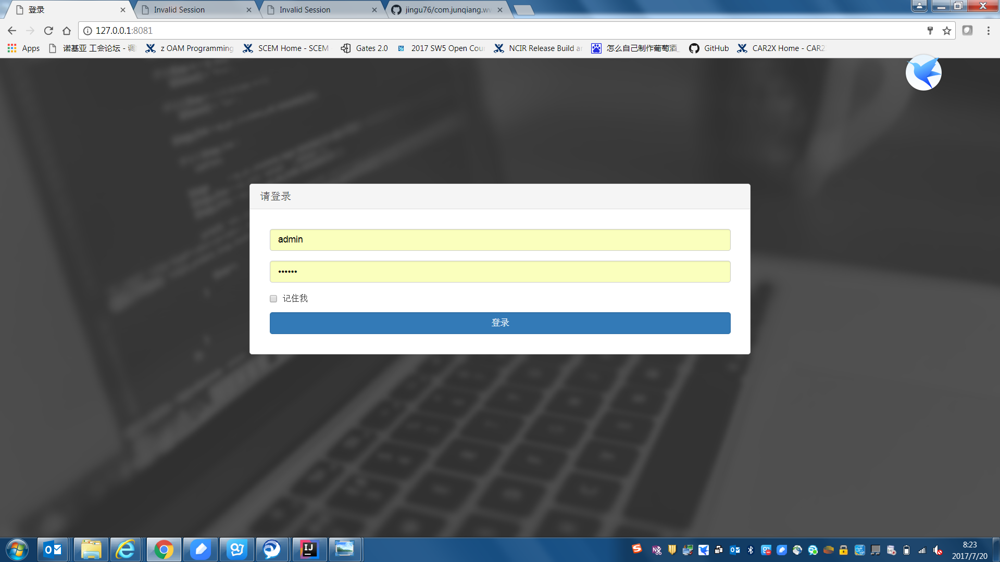 登录
Invalid Session
Invalid Session
jingu76/com.junqiang.w
127.0.0.1:8081
Apps
诺基亚 工会论坛 - 调
z OAM Programming
SCEM Home - SCEM
Gates 2.0
2017 SW5 Open Cour
NCIR Release Build a
怎么自己制作葡萄酒_
GitHub
CAR2X Home - CAR2
请登录
admin
••••••
记住我
登录
8:23
2017/7/20